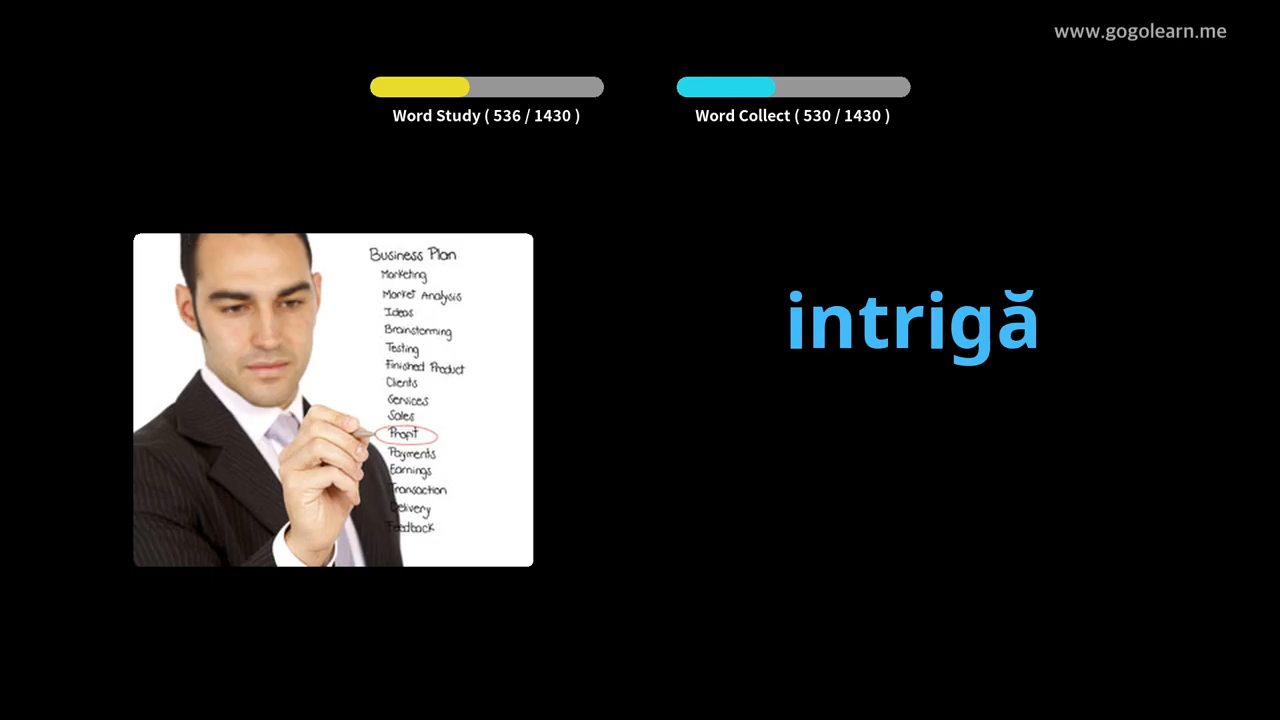 www.gogolearn.me
Word Study ( 536 / 1430 )
Word Collect ( 530 / 1430 )
Business Plan
Marketing
Market Analysis
Ideas
Brainstorming
Testing
Finished Product
Clients
Services
Sales
Profit
Payments
Earnings
Transaction
Delivery
Feedback
intrigă